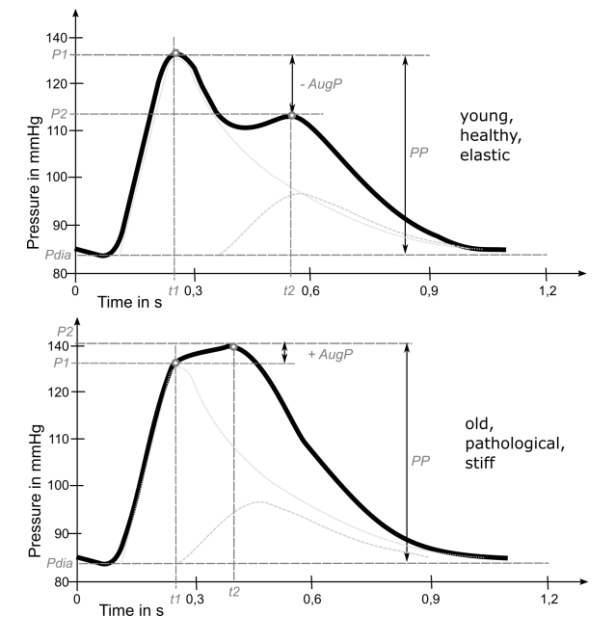 140
P1
120
P2
110
100
90
Pdia
80
Pressure in mmHg
- AugP
PP
young,
healthy,
elastic
0
t1
0,3
t2
0,6
0,9
1,2
Time in s
P2
140
P1
120
110
100
90
Pdia
80
Pressure in mmHg
+ AugP
PP
old,
pathological,
stiff
0
t1
0,3
t2
0,6
0,9
1,2
Time in s